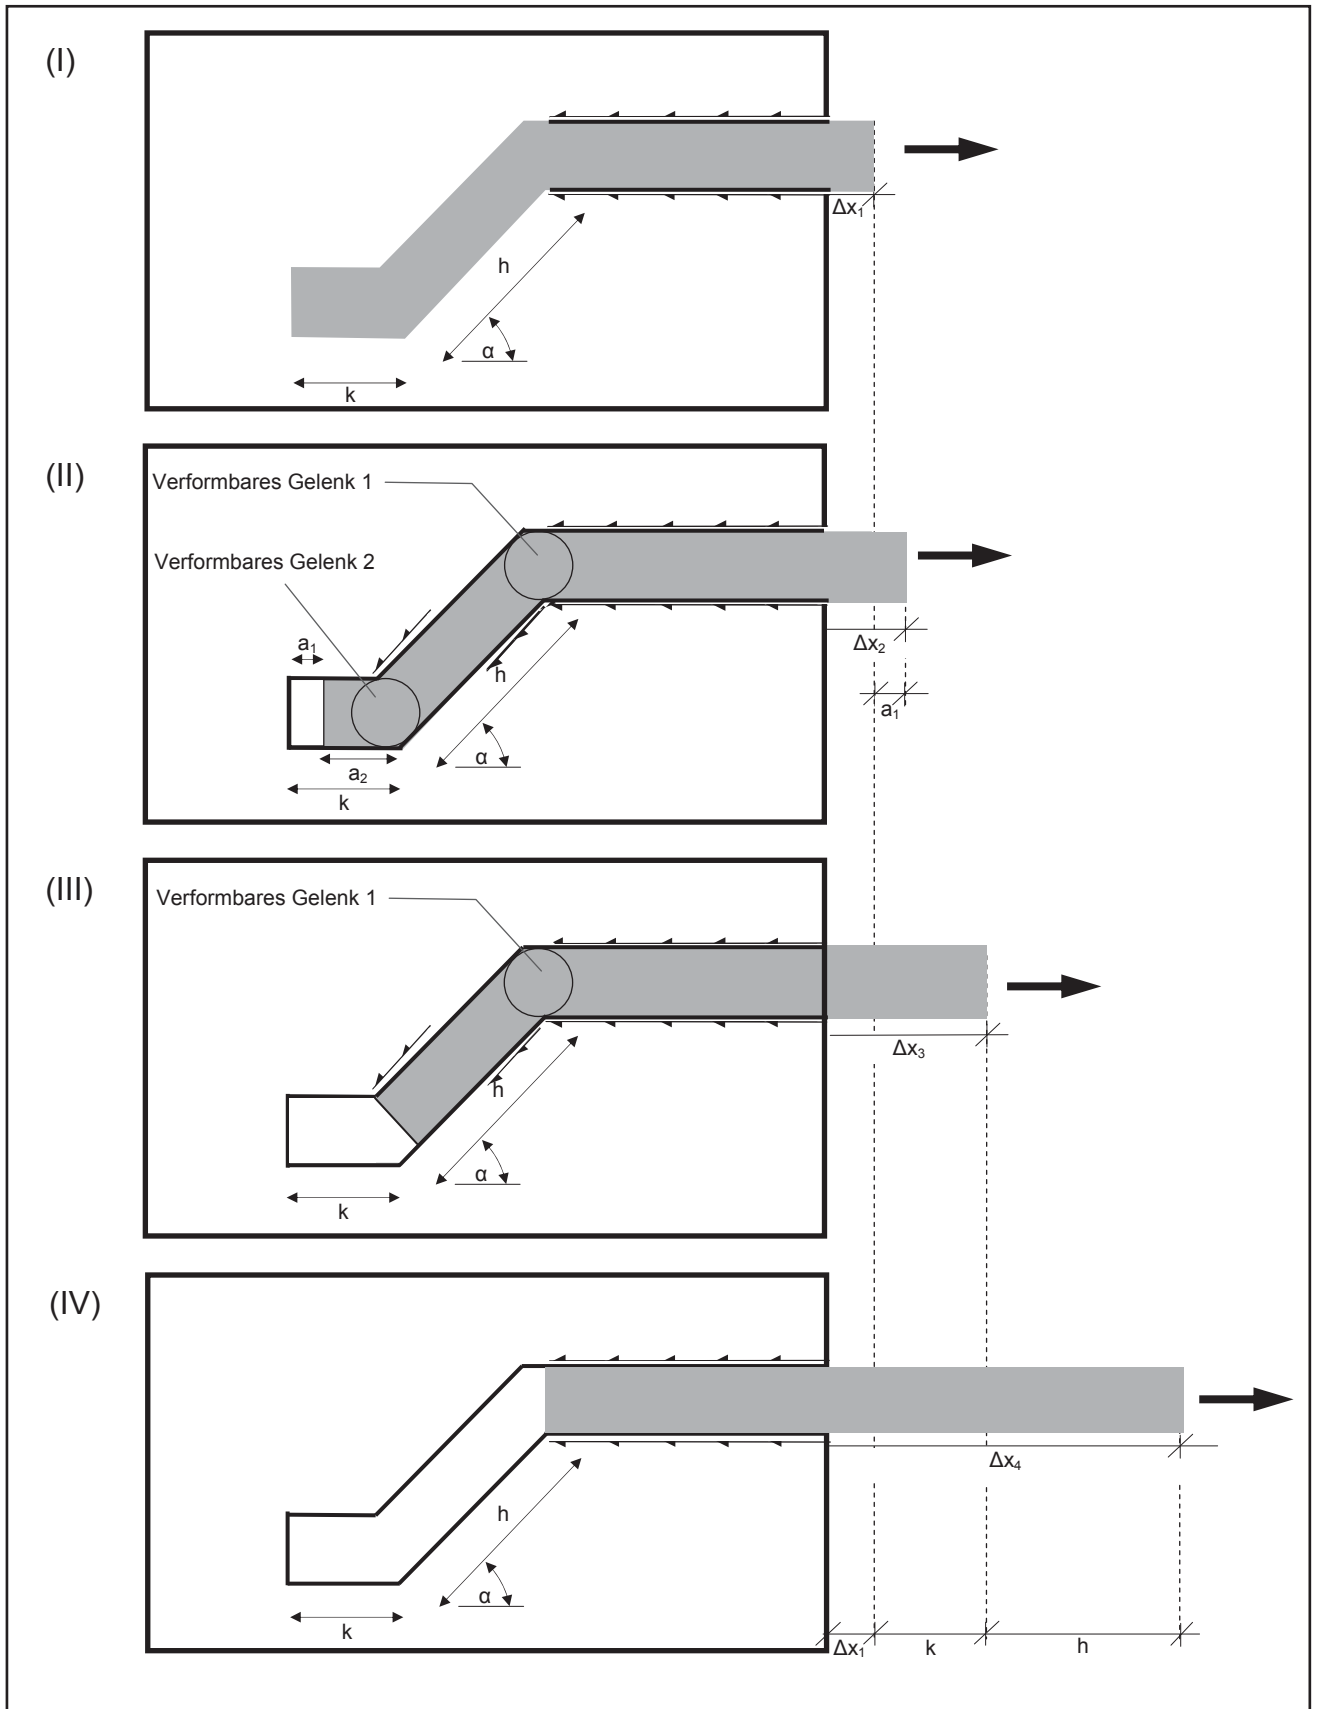 (I)
Δx₁
h
α
k
(II)
Verformbares Gelenk 1
Verformbares Gelenk 2
a₁
h
Δx₂
a₁
α
a₂
k
(III)
Verformbares Gelenk 1
Δx₃
h
α
k
(IV)
Δx₄
h
α
k
Δx₁ k h